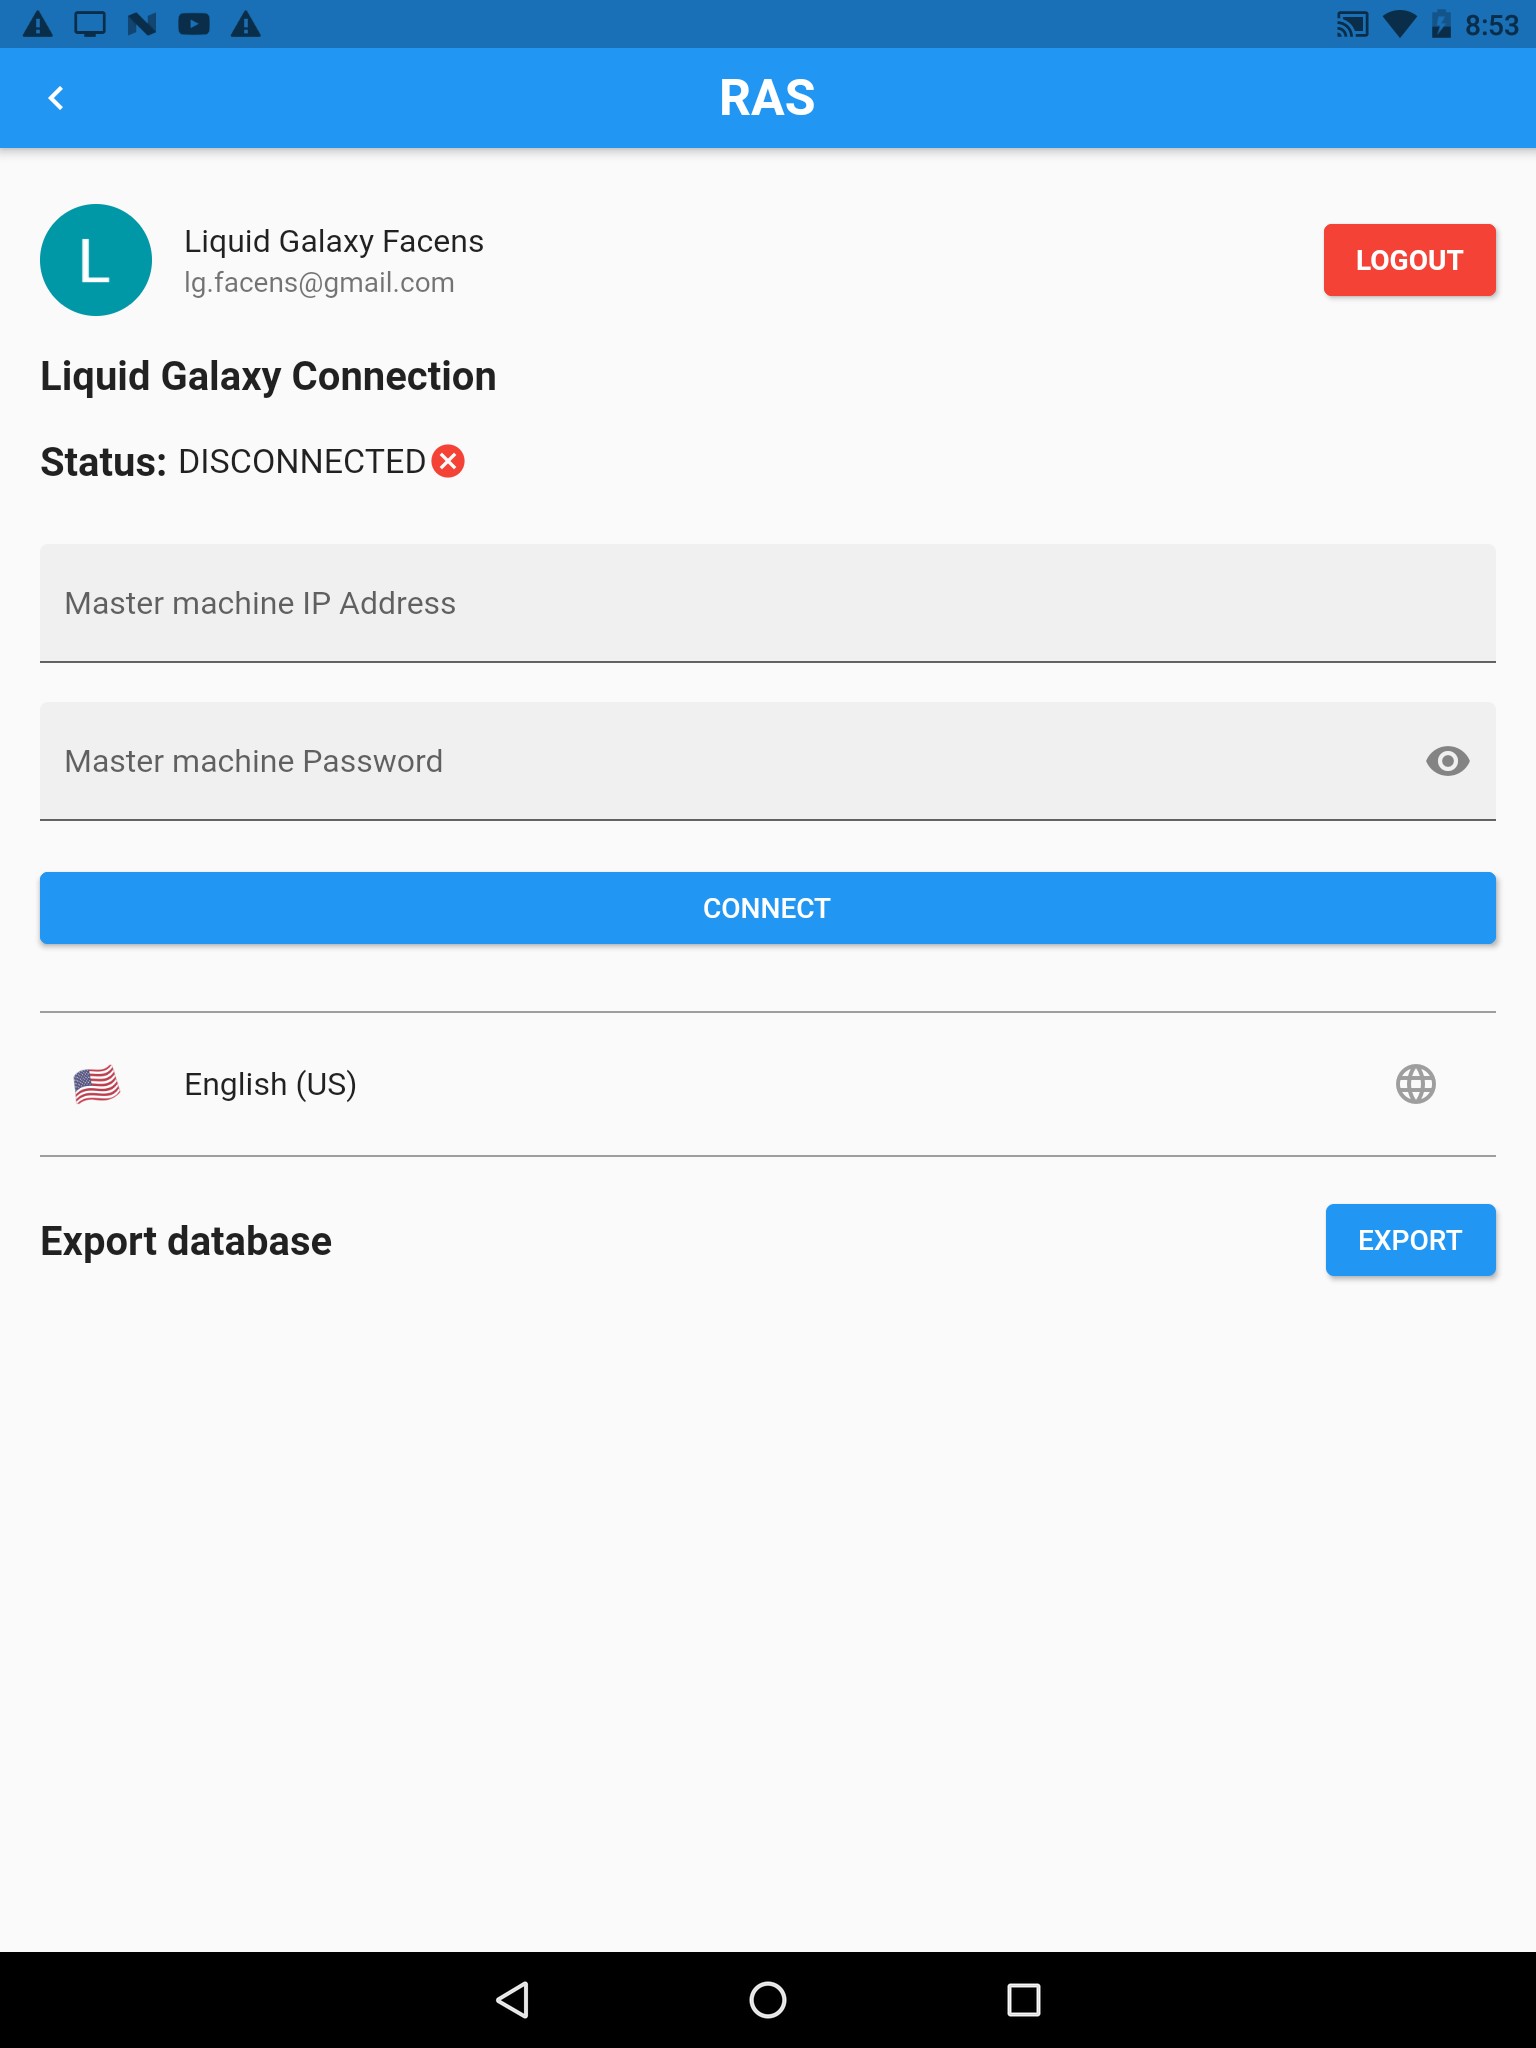 8:53
RAS
L
Liquid Galaxy Facens
lg.facens@gmail.com
LOGOUT
Liquid Galaxy Connection
Status: DISCONNECTED
Master machine IP Address
Master machine Password
CONNECT
English (US)
Export database
EXPORT